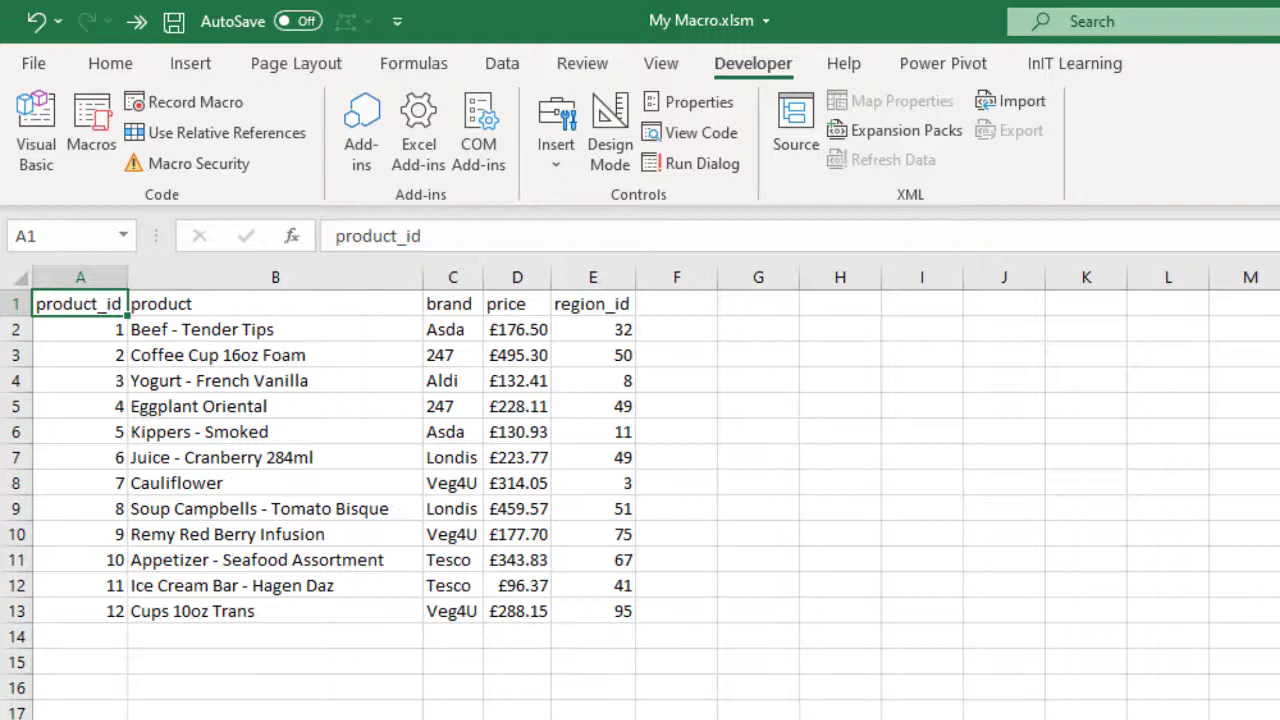 AutoSave Off My Macro.xlsm Search
File Home Insert Page Layout Formulas Data Review View Developer Help Power Pivot InIT Learning
Visual Basic
Macros
Record Macro
Use Relative References
Macro Security
Code
Add-ins
Excel Add-ins
COM Add-ins
Add-ins
Insert
Design Mode
Properties
View Code
Run Dialog
Controls
Source
Map Properties
Expansion Packs
Refresh Data
Import
Export
XML
A1 fx product_id
A B C D E F G H I J K L M
1 product_id product brand price region_id
2 1 Beef - Tender Tips Asda £176.50 32
3 2 Coffee Cup 16oz Foam 247 £495.30 50
4 3 Yogurt - French Vanilla Aldi £132.41 8
5 4 Eggplant Oriental 247 £228.11 49
6 5 Kippers - Smoked Asda £130.93 11
7 6 Juice - Cranberry 284ml Londis £223.77 49
8 7 Cauliflower Veg4U £314.05 3
9 8 Soup Campbells - Tomato Bisque Londis £459.57 51
10 9 Remy Red Berry Infusion Veg4U £177.70 75
11 10 Appetizer - Seafood Assortment Tesco £343.83 67
12 11 Ice Cream Bar - Hagen Daz Tesco £96.37 41
13 12 Cups 10oz Trans Veg4U £288.15 95
14
15
16
17